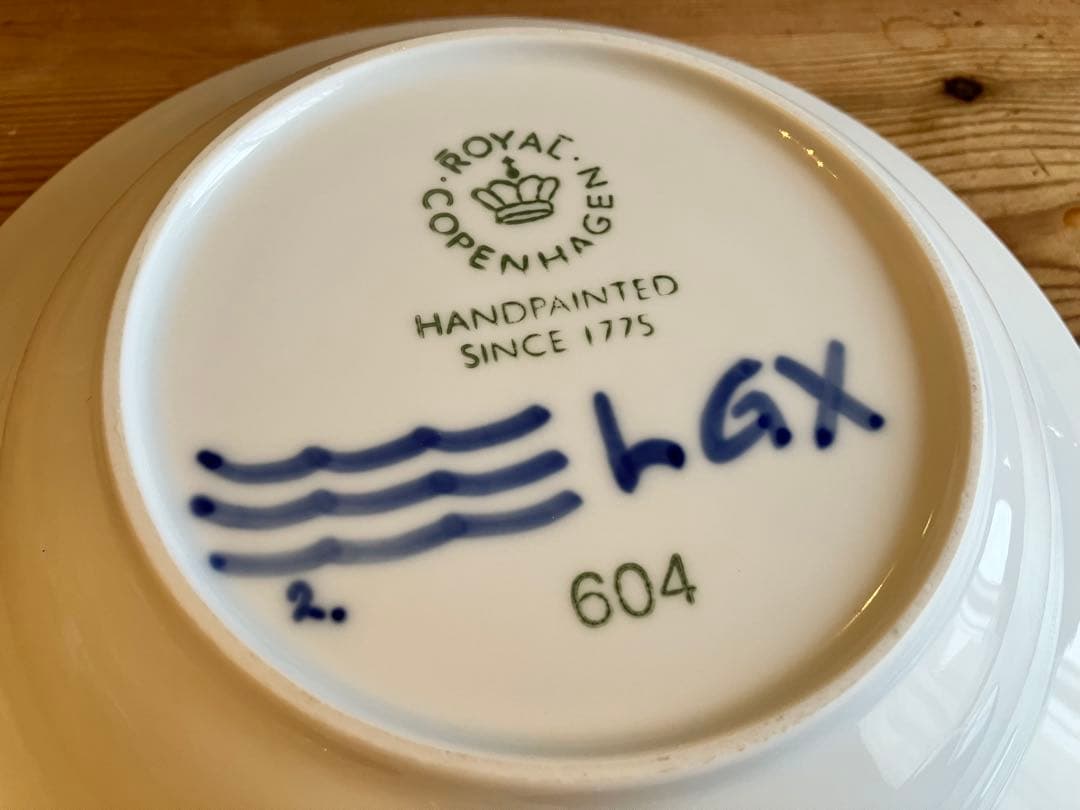 ROYAL · COPENHAGEN ·
HANDPAINTED
SINCE 1775
LGX
2.
604